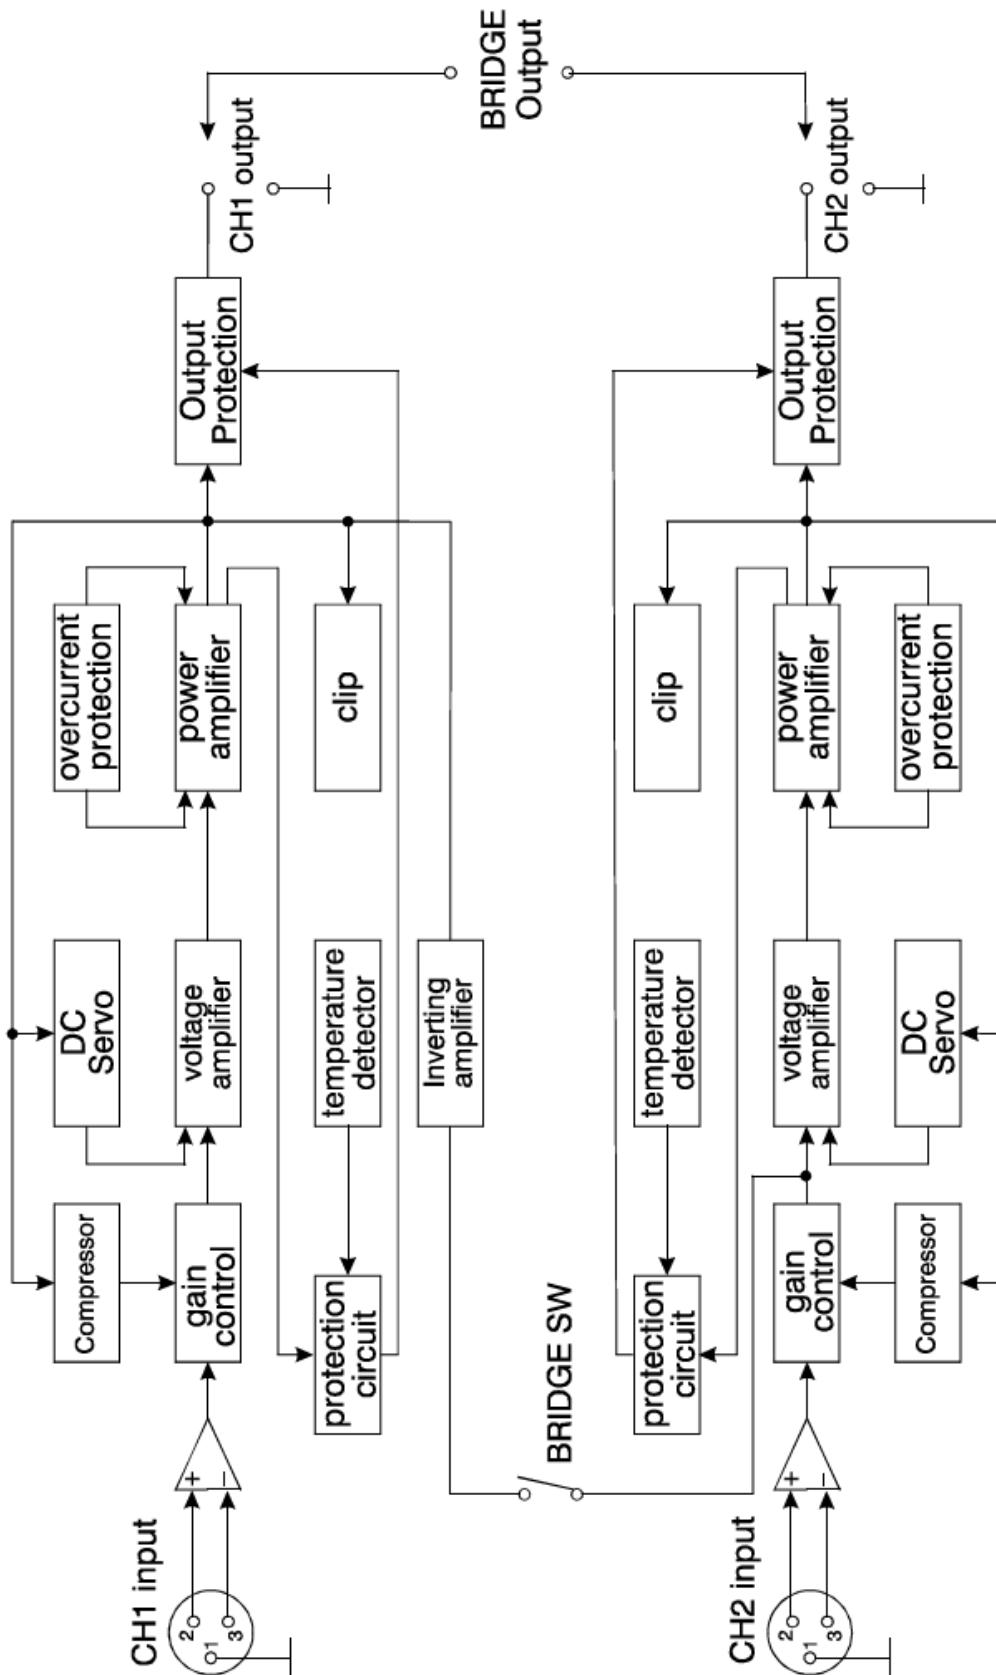 CH1 input
2
1
3
+
−
Compressor
gain
control
DC
Servo
voltage
amplifier
overcurrent
protection
power
amplifier
Output
Protection
CH1 output
protection
circuit
temperature
detector
clip
Inverting
amplifier
BRIDGE SW
BRIDGE
Output
protection
circuit
temperature
detector
clip
CH2 input
2
1
3
+
−
gain
control
voltage
amplifier
power
amplifier
Output
Protection
CH2 output
Compressor
DC
Servo
overcurrent
protection